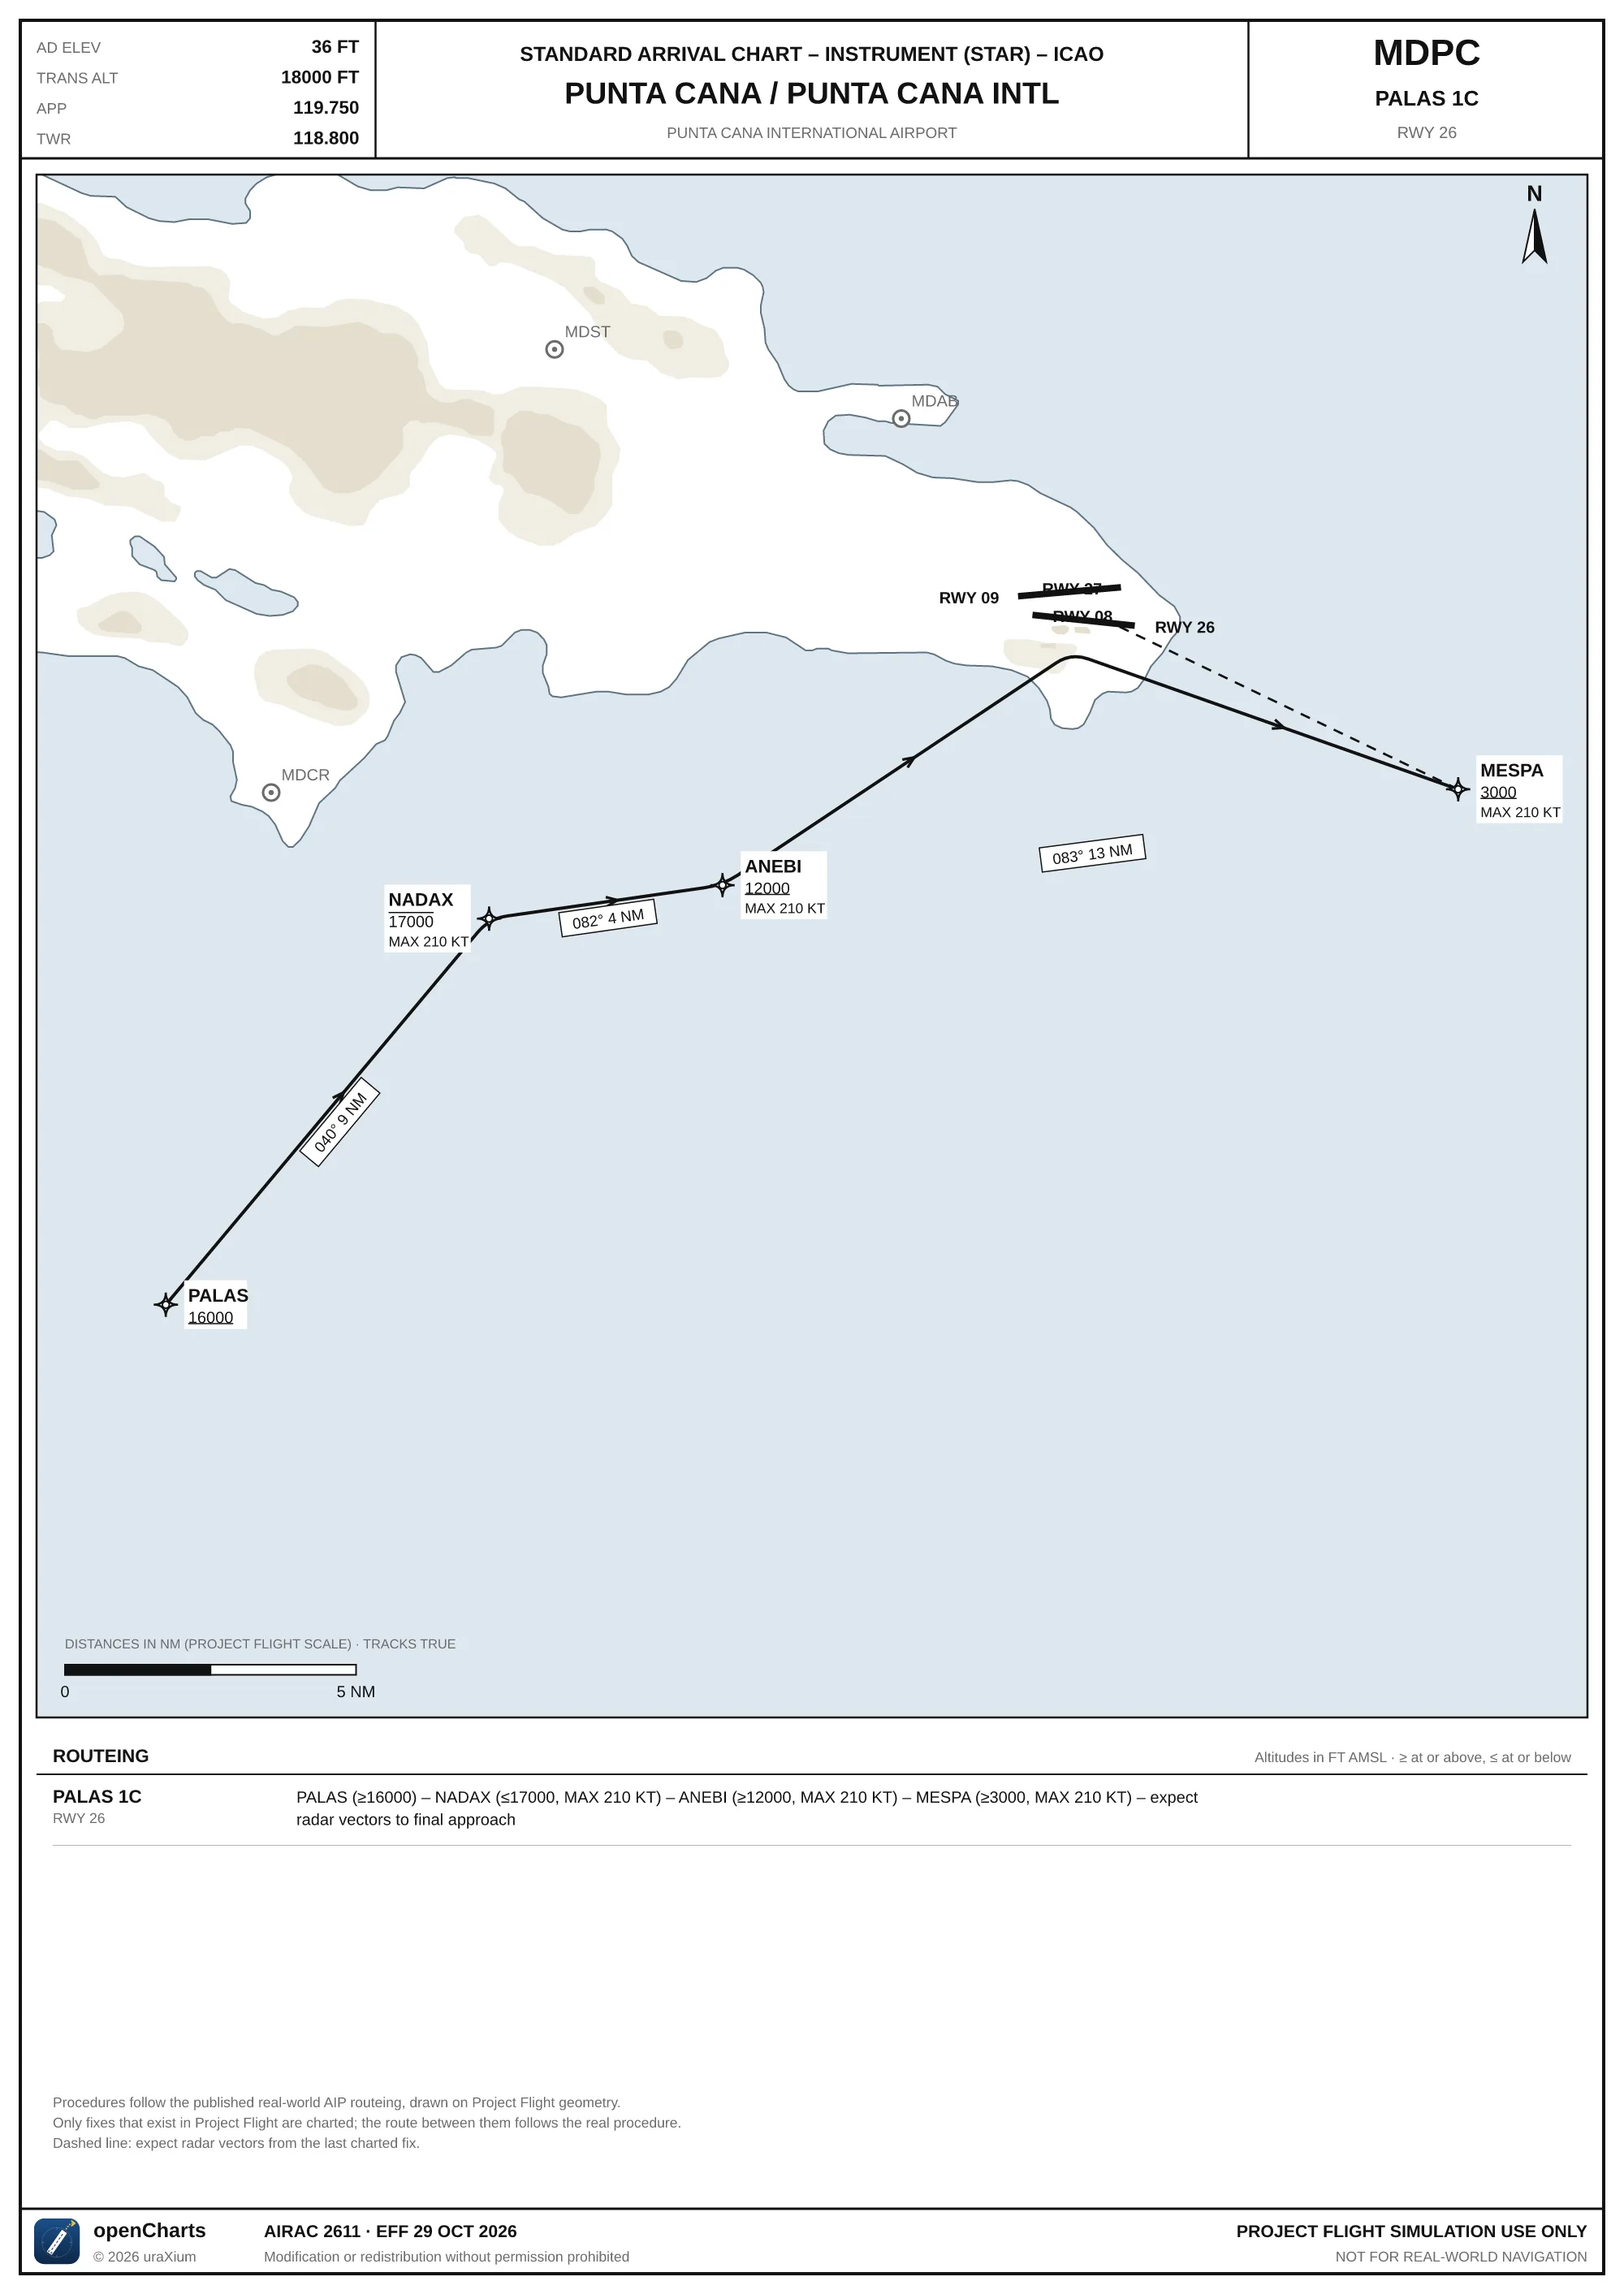 AD ELEV 36 FT
TRANS ALT 18000 FT
APP 119.750
TWR 118.800
STANDARD ARRIVAL CHART – INSTRUMENT (STAR) – ICAO
PUNTA CANA / PUNTA CANA INTL
PUNTA CANA INTERNATIONAL AIRPORT
MDPC
PALAS 1C
RWY 26
N
MDST
MDAB
RWY 27
RWY 09
RWY 08
RWY 26
MDCR
MESPA
3000
MAX 210 KT
083° 13 NM
ANEBI
12000
MAX 210 KT
NADAX
17000
MAX 210 KT
082° 4 NM
040° 9 NM
PALAS
16000
DISTANCES IN NM (PROJECT FLIGHT SCALE) · TRACKS TRUE
0 5 NM
ROUTEING
Altitudes in FT AMSL · ≥ at or above, ≤ at or below
PALAS 1C
RWY 26
PALAS (≥16000) – NADAX (≤17000, MAX 210 KT) – ANEBI (≥12000, MAX 210 KT) – MESPA (≥3000, MAX 210 KT) – expect
radar vectors to final approach
Procedures follow the published real-world AIP routeing, drawn on Project Flight geometry.
Only fixes that exist in Project Flight are charted; the route between them follows the real procedure.
Dashed line: expect radar vectors from the last charted fix.
openCharts
© 2026 uraXium
AIRAC 2611 · EFF 29 OCT 2026
Modification or redistribution without permission prohibited
PROJECT FLIGHT SIMULATION USE ONLY
NOT FOR REAL-WORLD NAVIGATION